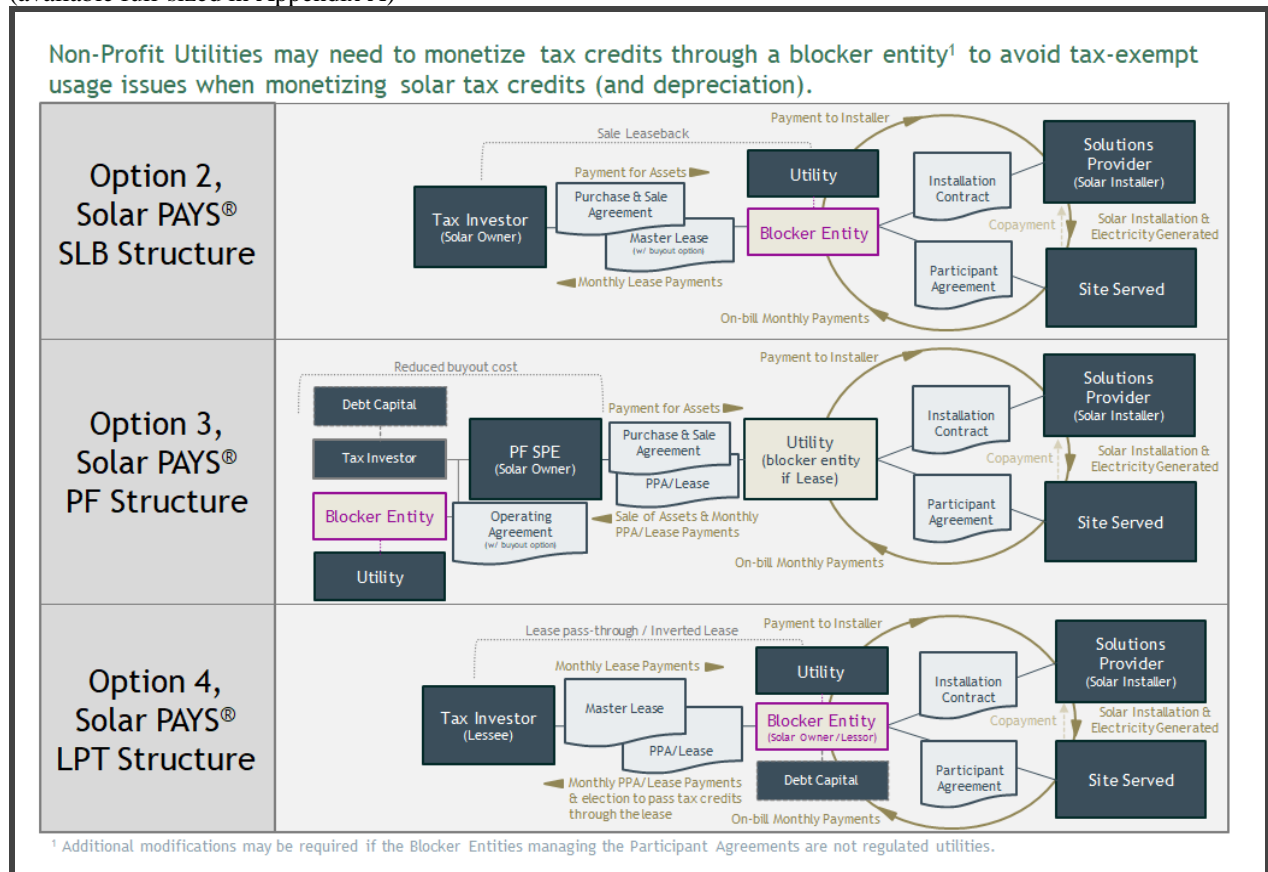 (available full-sized in Appendix A)
Non-Profit Utilities may need to monetize tax credits through a blocker entity¹ to avoid tax-exempt
usage issues when monetizing solar tax credits (and depreciation).
Option 2,
Solar PAYS®
SLB Structure
Sale Leaseback
Payment to Installer
Payment for Assets
Tax Investor
(Solar Owner)
Purchase & Sale
Agreement
Master Lease
(w/ buyout option)
Monthly Lease Payments
Utility
Blocker Entity
Installation
Contract
Participant
Agreement
Copayment
Solutions
Provider
(Solar Installer)
Solar Installation &
Electricity Generated
Site Served
On-bill Monthly Payments
Option 3,
Solar PAYS®
PF Structure
Reduced buyout cost
Debt Capital
Tax Investor
Blocker Entity
Utility
PF SPE
(Solar Owner)
Operating
Agreement
(w/ buyout option)
Payment for Assets
Purchase & Sale
Agreement
PPA/Lease
Sale of Assets & Monthly
PPA/Lease Payments
Payment to Installer
Utility
(blocker entity
if Lease)
Installation
Contract
Participant
Agreement
Copayment
Solutions
Provider
(Solar Installer)
Solar Installation &
Electricity Generated
Site Served
On-bill Monthly Payments
Option 4,
Solar PAYS®
LPT Structure
Lease pass-through / Inverted Lease
Monthly Lease Payments
Tax Investor
(Lessee)
Master Lease
PPA/Lease
Monthly PPA/Lease Payments
& election to pass tax credits
through the lease
Payment to Installer
Utility
Blocker Entity
(Solar Owner/Lessor)
Debt Capital
Installation
Contract
Participant
Agreement
Copayment
Solutions
Provider
(Solar Installer)
Solar Installation &
Electricity Generated
Site Served
On-bill Monthly Payments
¹ Additional modifications may be required if the Blocker Entities managing the Participant Agreements are not regulated utilities.